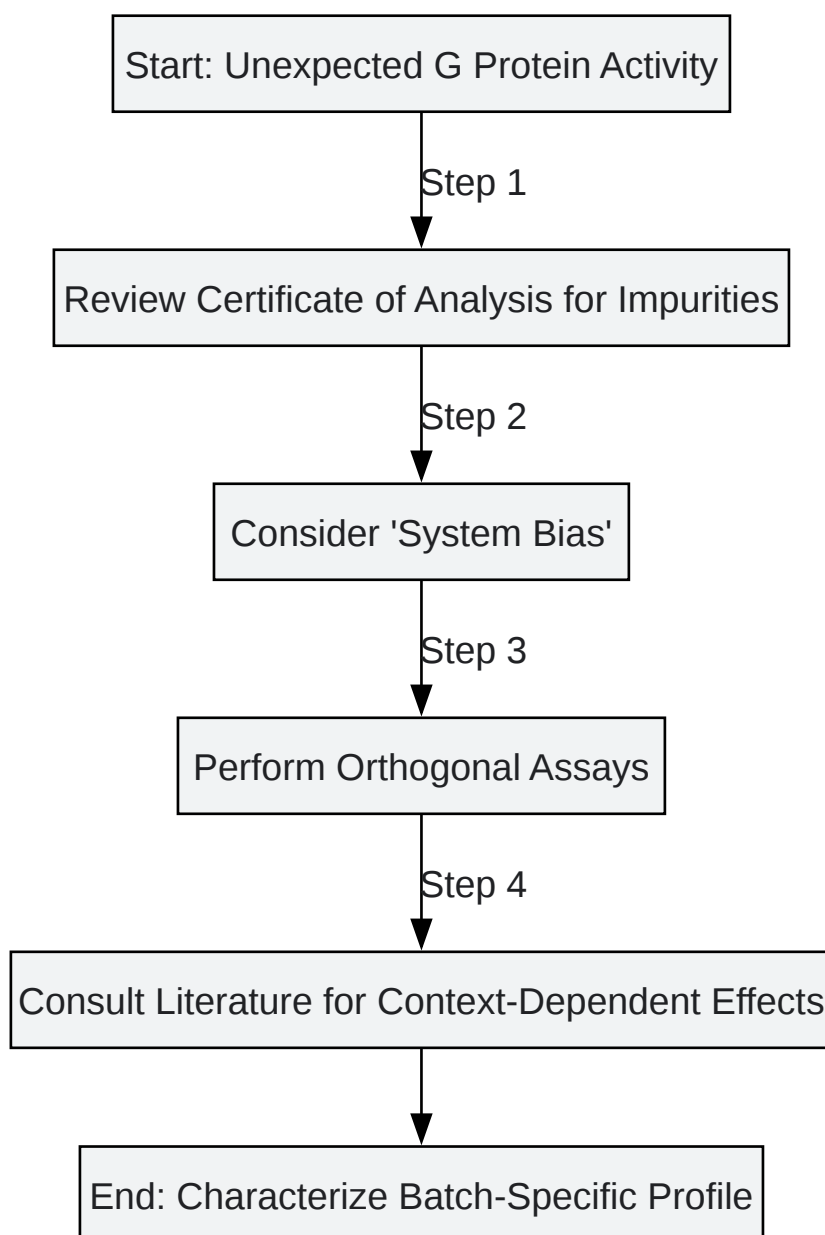 Start: Unexpected G Protein Activity
Step 1
Review Certificate of Analysis for Impurities
Step 2
Consider 'System Bias'
Step 3
Perform Orthogonal Assays
Step 4
Consult Literature for Context-Dependent Effects
End: Characterize Batch-Specific Profile